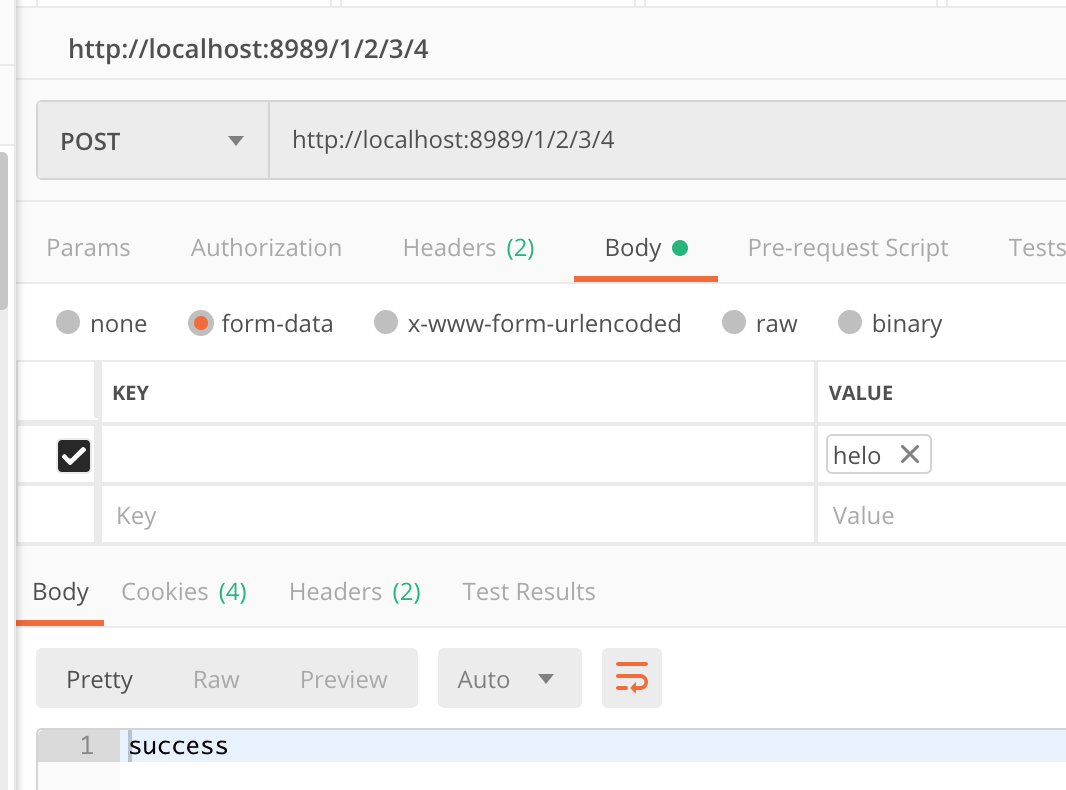 http://localhost:8989/1/2/3/4
POST http://localhost:8989/1/2/3/4
Params Authorization Headers (2) Body Pre-request Script Tests
none form-data x-www-form-urlencoded raw binary
KEY VALUE
helo
Key Value
Body Cookies (4) Headers (2) Test Results
Pretty Raw Preview Auto
1 success